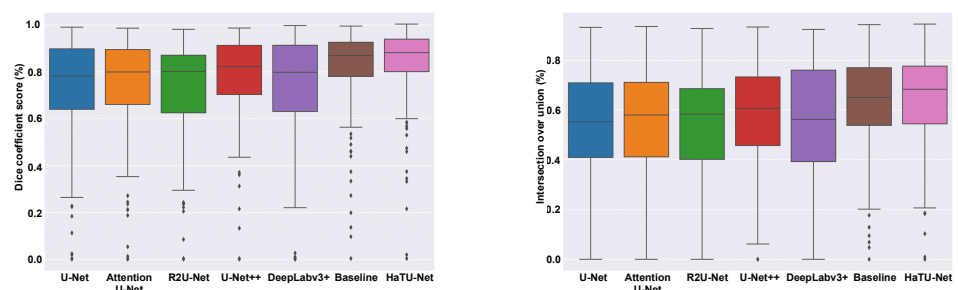 Dice coefficient score (%)
1.0
0.8
0.6
0.4
0.2
0.0
U-Net Attention U-Net R2U-Net U-Net++ DeepLabv3+ Baseline HaTU-Net
Intersection over union (%)
0.8
0.6
0.4
0.2
0.0
U-Net Attention U-Net R2U-Net U-Net++ DeepLabv3+ Baseline HaTU-Net